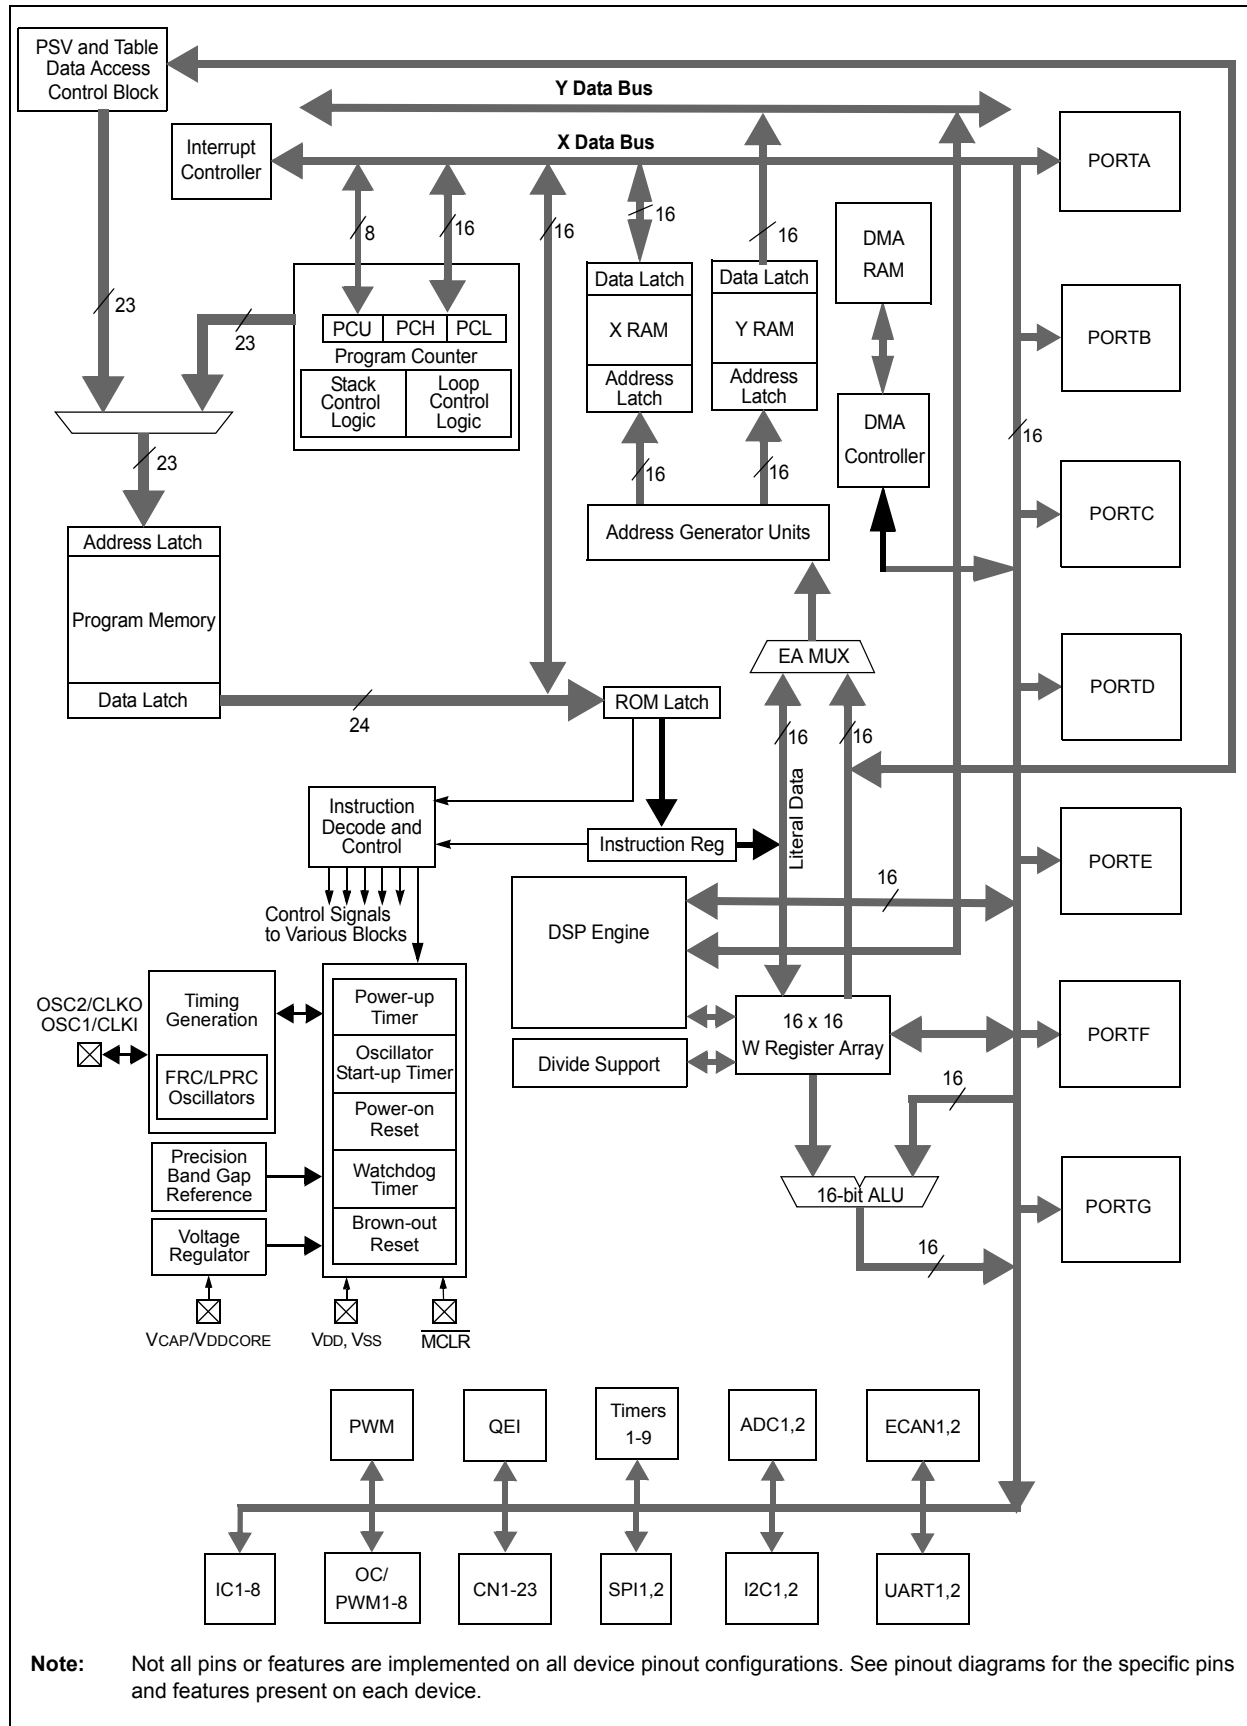 PSV and Table
Data Access
Control Block
Y Data Bus
Interrupt
Controller
X Data Bus
PORTA
8
16
16
16
16
DMA
RAM
23
23
Data Latch
Data Latch
PCU
PCH
PCL
X RAM
Y RAM
PORTB
Program Counter
Stack
Control
Logic
Loop
Control
Logic
Address
Latch
Address
Latch
DMA
Controller
16
23
16
16
PORTC
Address Latch
Address Generator Units
Program Memory
EA MUX
PORTD
Data Latch
24
ROM Latch
16
16
Literal Data
Instruction
Decode and
Control
Instruction Reg
PORTE
Control Signals
to Various Blocks
DSP Engine
16
OSC2/CLKO
OSC1/CLKI
Timing
Generation
Power-up
Timer
16 x 16
W Register Array
PORTF
FRC/LPRC
Oscillators
Oscillator
Start-up Timer
Divide Support
16
Power-on
Reset
Precision
Band Gap
Reference
Watchdog
Timer
16-bit ALU
PORTG
Voltage
Regulator
Brown-out
Reset
16
VCAP/VDDCORE
VDD, VSS
MCLR
PWM
QEI
Timers
1-9
ADC1,2
ECAN1,2
IC1-8
OC/
PWM1-8
CN1-23
SPI1,2
I2C1,2
UART1,2
Note: Not all pins or features are implemented on all device pinout configurations. See pinout diagrams for the specific pins
and features present on each device.